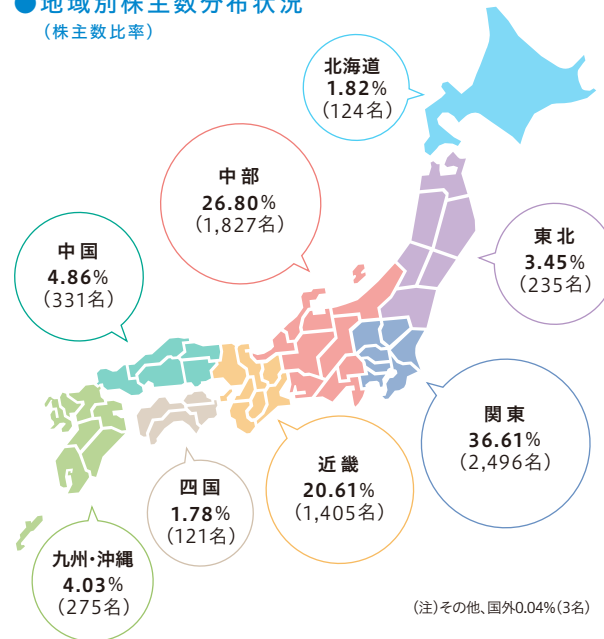 ●地域別株主数分布状況
(株主数比率)
北海道
1.82%
(124名)
中部
26.80%
(1,827名)
中国
4.86%
(331名)
東北
3.45%
(235名)
関東
36.61%
(2,496名)
近畿
20.61%
(1,405名)
四国
1.78%
(121名)
九州・沖縄
4.03%
(275名)
(注)その他、国外0.04%(3名)